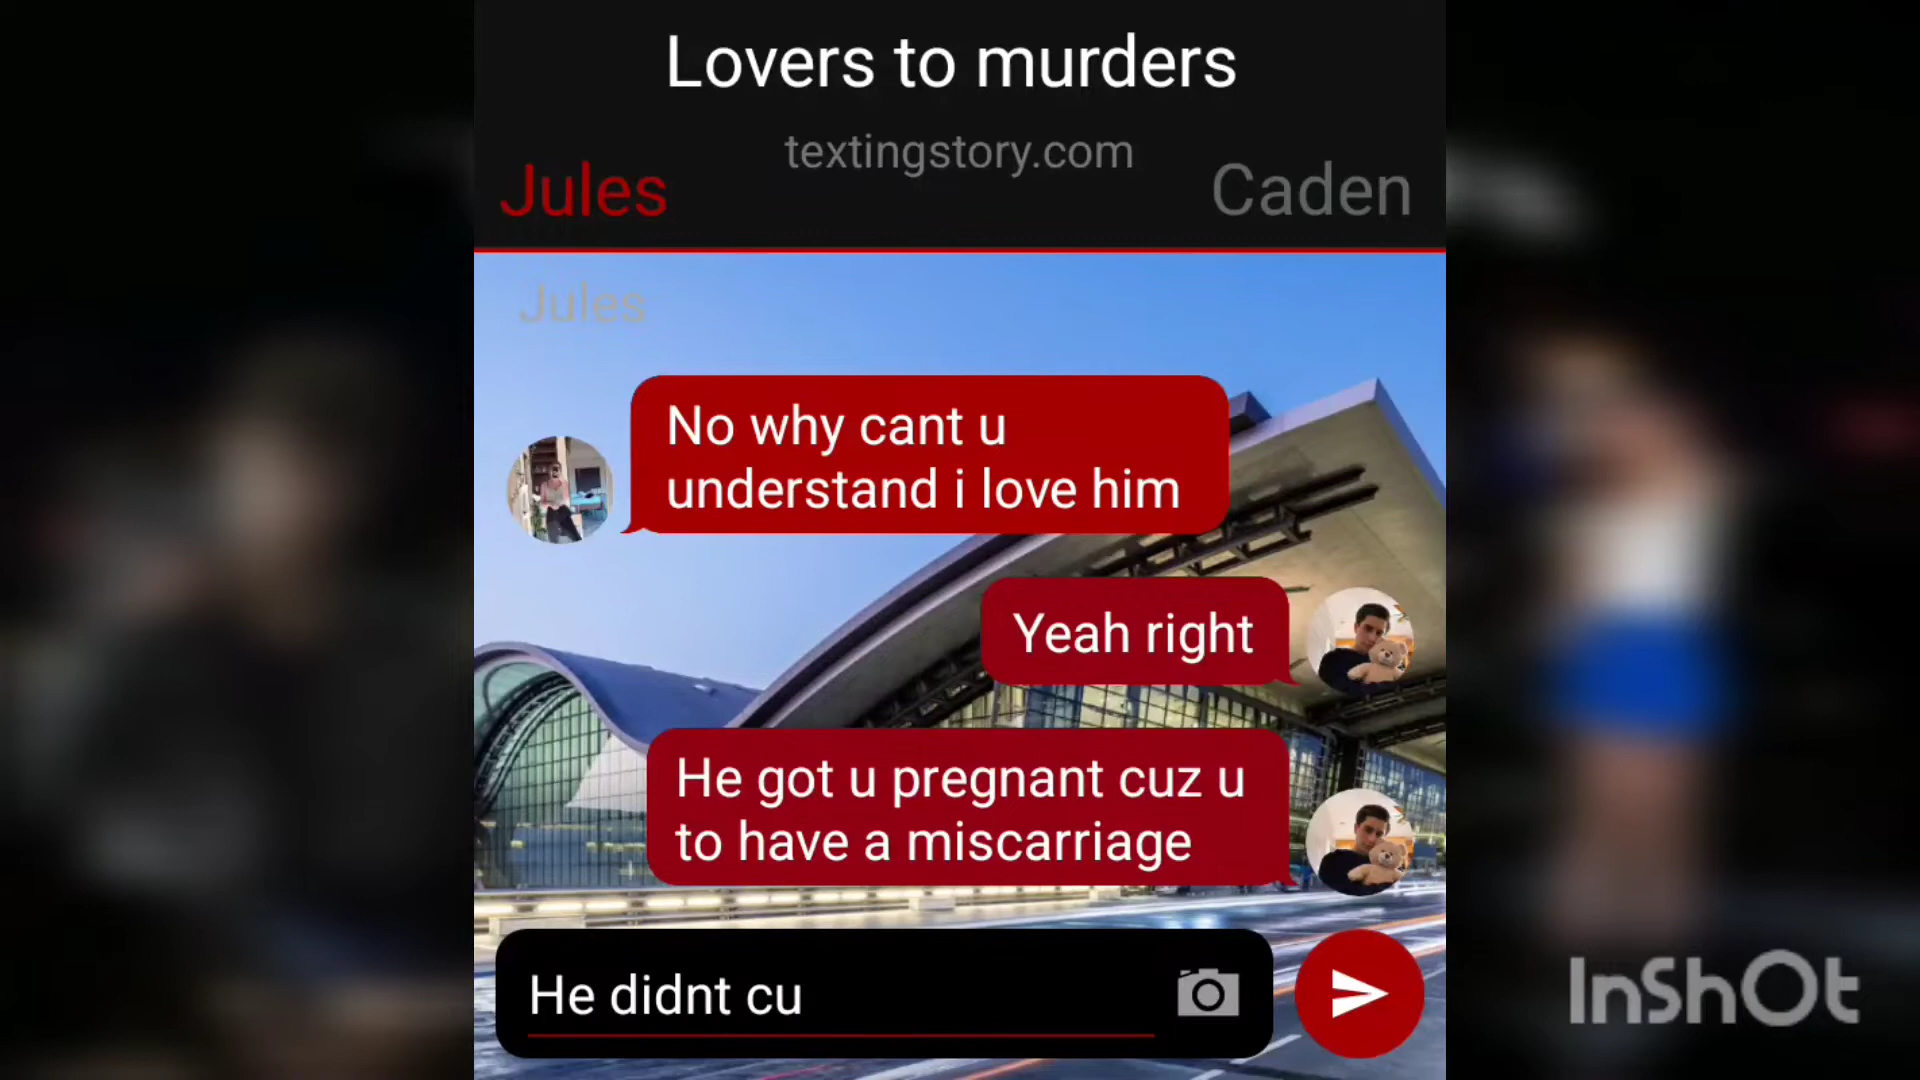 Lovers to murders
textingstory.com
Jules
Caden
Jules
No why cant u
understand i love him
Yeah right
He got u pregnant cuz u
to have a miscarriage
He didnt cu
InShOt